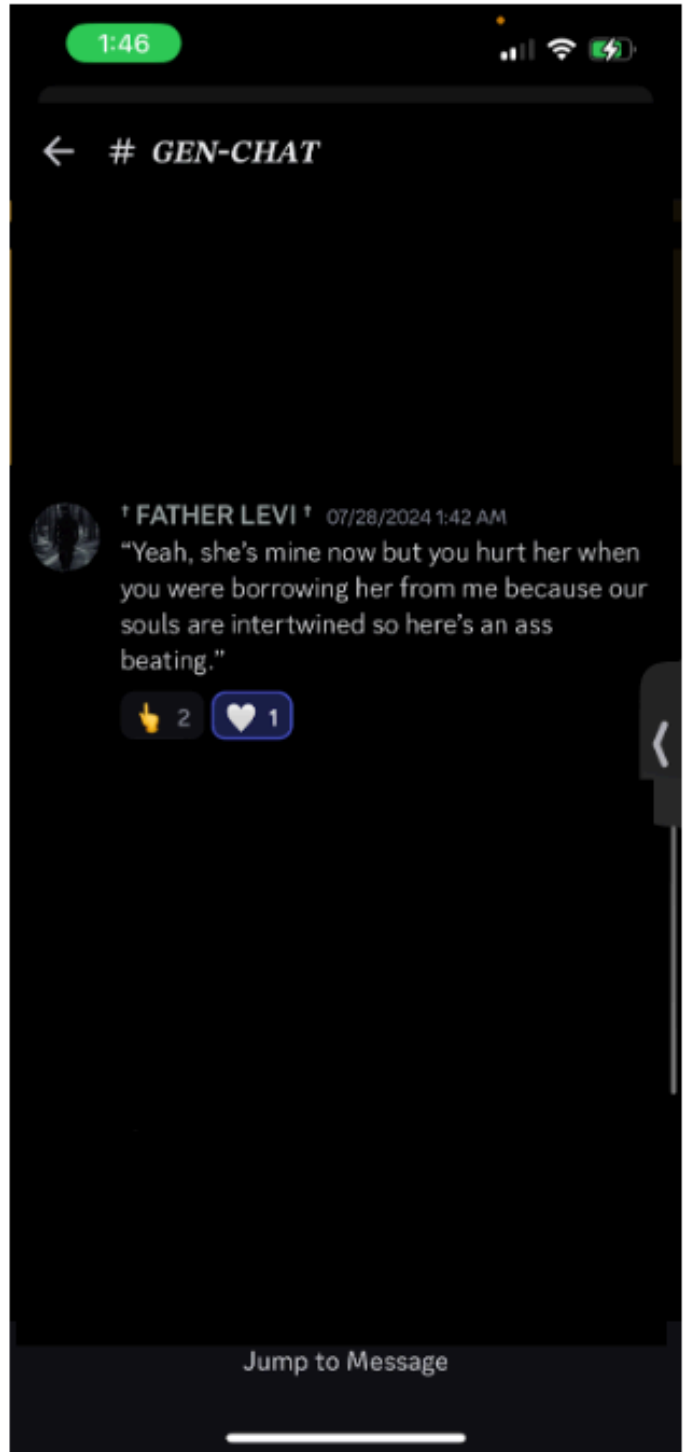 1:46
# GEN-CHAT
† FATHER LEVI † 07/28/2024 1:42 AM
“Yeah, she’s mine now but you hurt her when
you were borrowing her from me because our
souls are intertwined so here’s an ass
beating.”
👆 2 🤍 1
Jump to Message